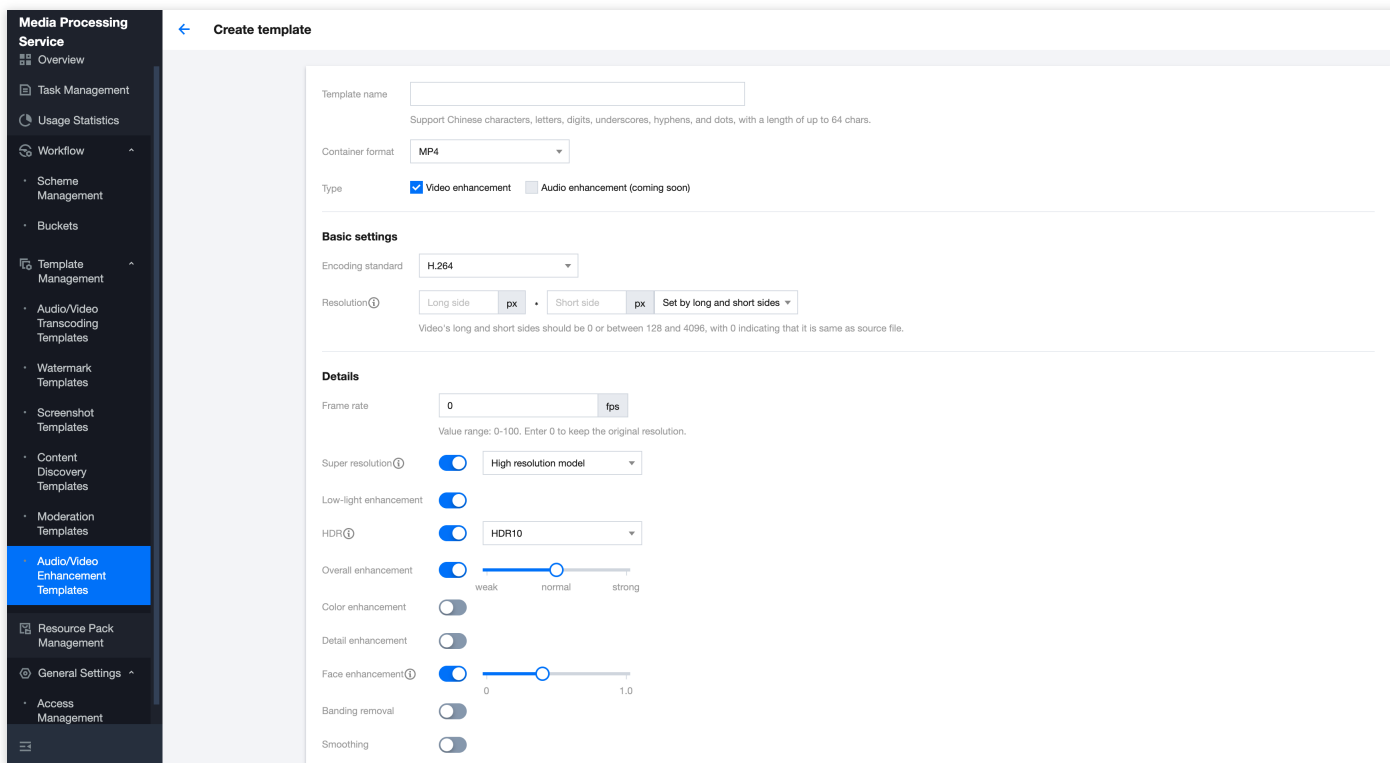 Media Processing
Service
Overview
Task Management
Usage Statistics
Workflow
Scheme
Management
Buckets
Template
Management
Audio/Video
Transcoding
Templates
Watermark
Templates
Screenshot
Templates
Content
Discovery
Templates
Moderation
Templates
Audio/Video
Enhancement
Templates
Resource Pack
Management
General Settings
Access
Management
Create template
Template name
Support Chinese characters, letters, digits, underscores, hyphens, and dots, with a length of up to 64 chars.
Container format MP4
Type Video enhancement Audio enhancement (coming soon)
Basic settings
Encoding standard H.264
Resolution Long side px Short side px Set by long and short sides
Video's long and short sides should be 0 or between 128 and 4096, with 0 indicating that it is same as source file.
Details
Frame rate 0 fps
Value range: 0-100. Enter 0 to keep the original resolution.
Super resolution High resolution model
Low-light enhancement
HDR HDR10
Overall enhancement
weak normal strong
Color enhancement
Detail enhancement
Face enhancement
0 1.0
Banding removal
Smoothing